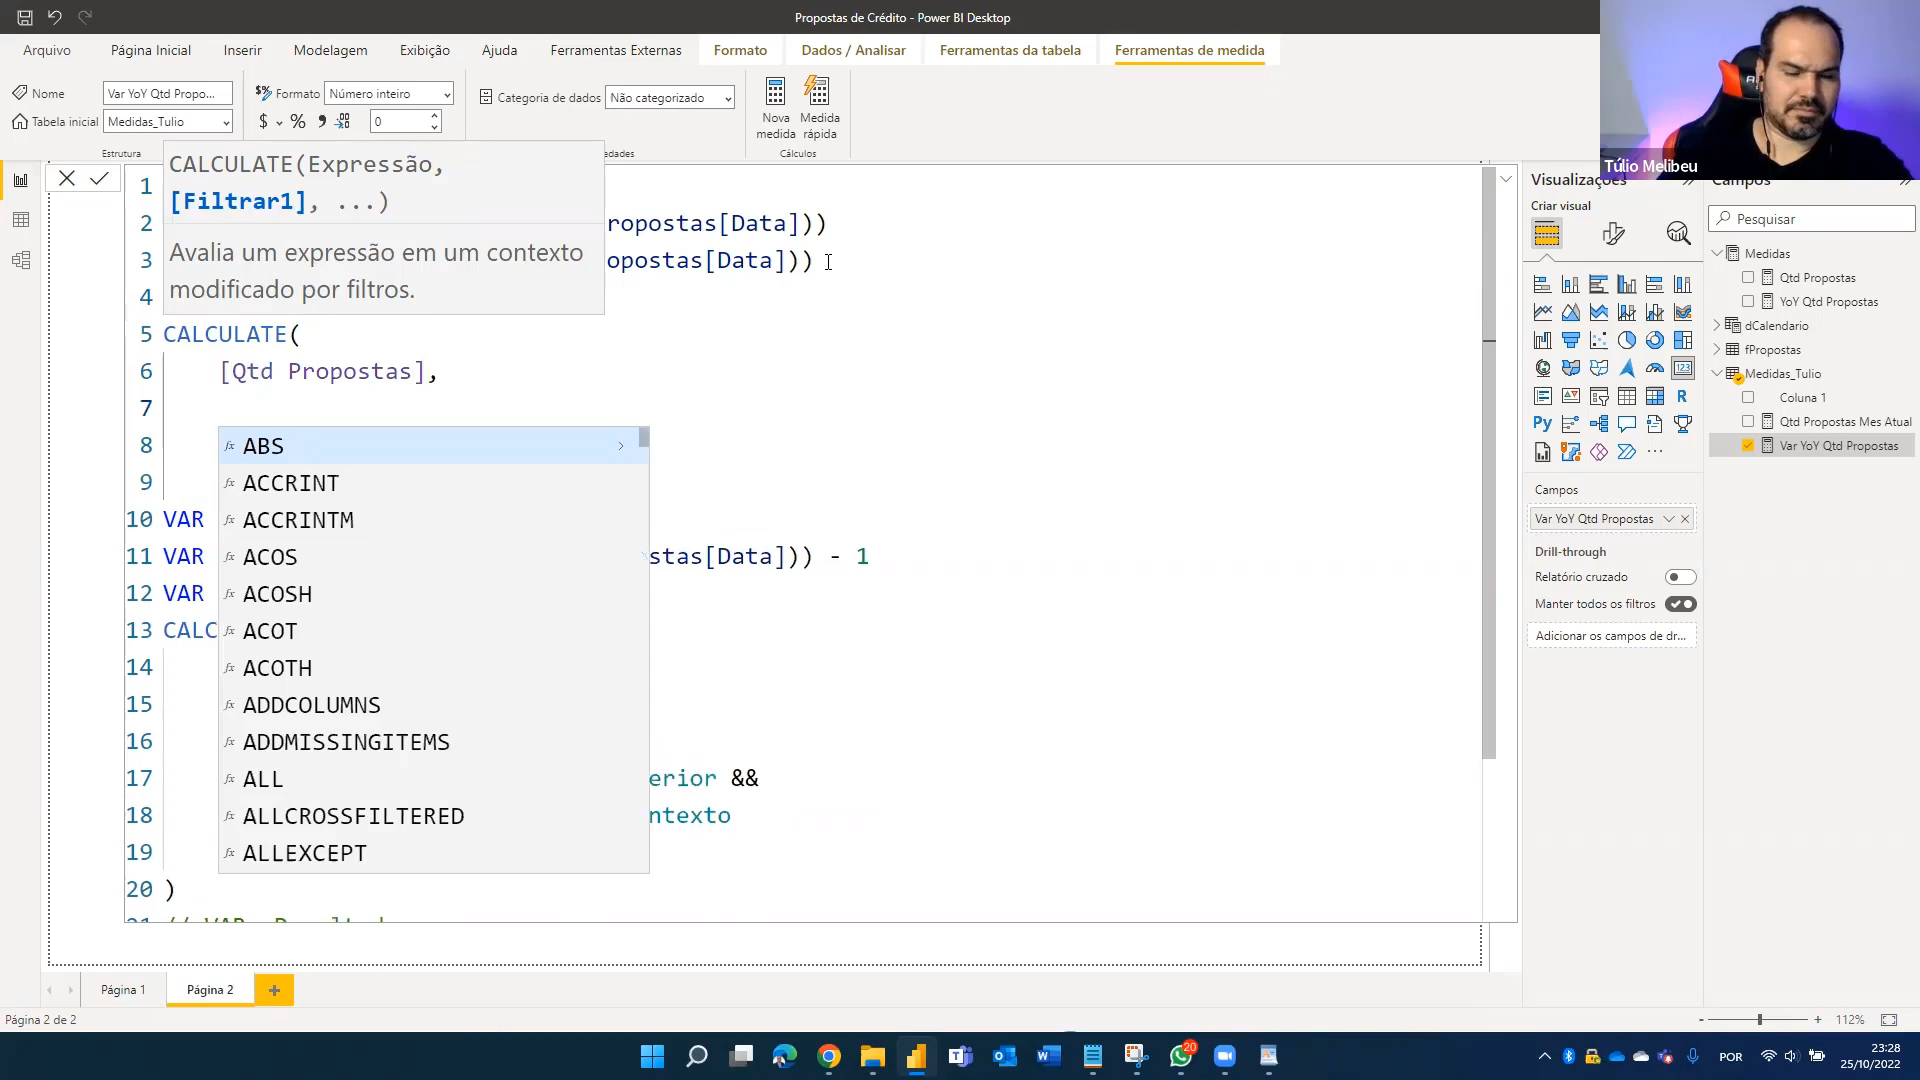 Propostas de Crédito - Power BI Desktop
Arquivo
Página Inicial
Inserir
Modelagem
Exibição
Ajuda
Ferramentas Externas
Formato
Dados / Analisar
Ferramentas da tabela
Ferramentas de medida
Nome
Var YoY Qtd Propo...
Formato
Número inteiro
Categoria de dados
Não categorizado
Tabela inicial
Medidas_Tulio
$ % 0
Nova medida
Medida rápida
Estrutura
edades
Cálculos
Túlio Melibeu
CALCULATE(Expressão,
[Filtrar1], ...)
Avalia um expressão em um contexto
modificado por filtros.
1
2 ropostas[Data]))
3 opostas[Data]))
4
5 CALCULATE(
6 [Qtd Propostas],
7
8
9
10 VAR
11 VAR stas[Data])) - 1
12 VAR
13 CALC
14
15
16
17 erior &&
18 ntexto
19
20 )
ABS
ACCRINT
ACCRINTM
ACOS
ACOSH
ACOT
ACOTH
ADDCOLUMNS
ADDMISSINGITEMS
ALL
ALLCROSSFILTERED
ALLEXCEPT
Visualizações
Criar visual
Py
R
123
...
Campos
Var YoY Qtd Propostas
Drill-through
Relatório cruzado
Manter todos os filtros
Adicionar os campos de dr...
Campos
Pesquisar
Medidas
Qtd Propostas
YoY Qtd Propostas
dCalendario
fPropostas
Medidas_Tulio
Coluna 1
Qtd Propostas Mes Atual
Var YoY Qtd Propostas
Página 1
Página 2
+
Página 2 de 2
- + 112%
20
POR
23:28
25/10/2022